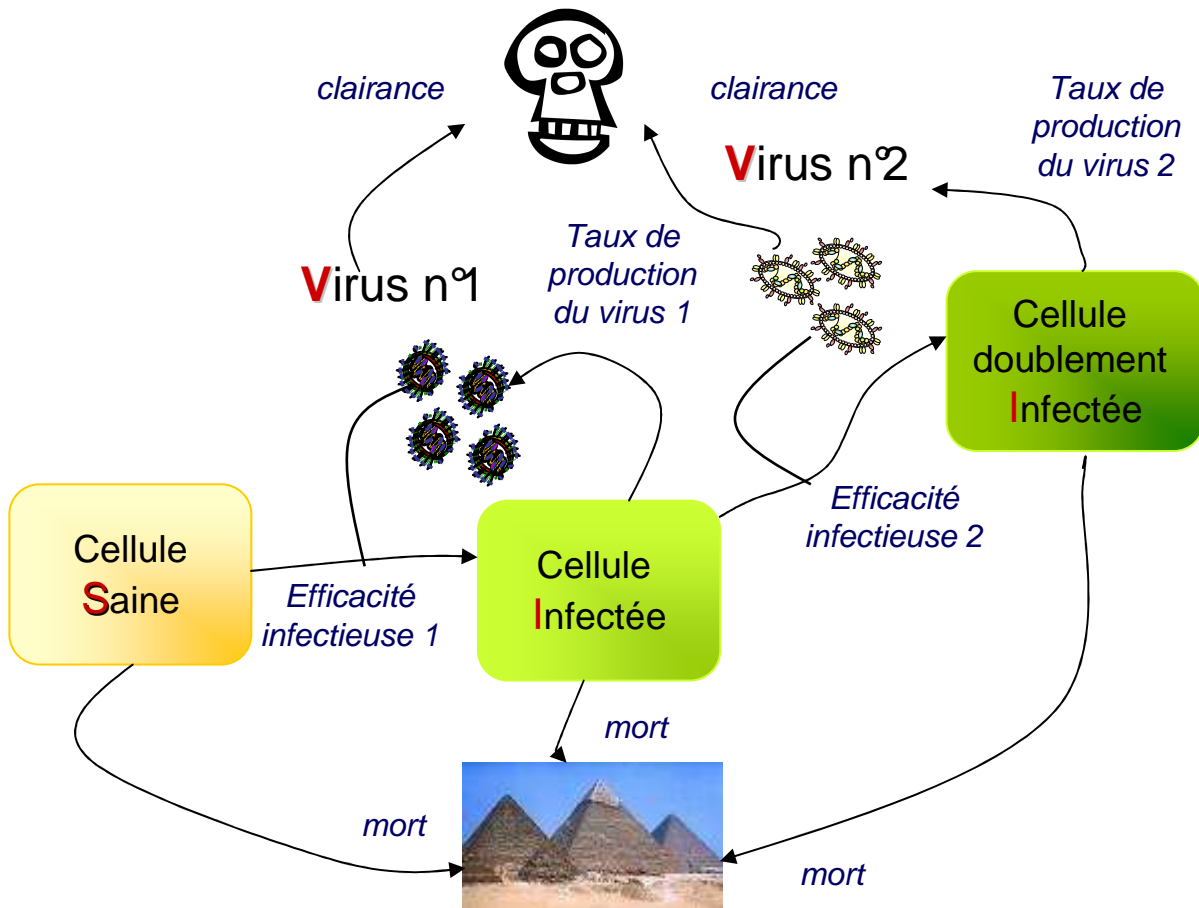 clairance
clairance
Taux de
production
du virus 2
Virus n°2
Taux de
production
du virus 1
Virus n°1
Cellule
doublement
Infectée
Efficacité
infectieuse 2
Cellule
Saine
Efficacité
infectieuse 1
Cellule
Infectée
mort
mort
mort